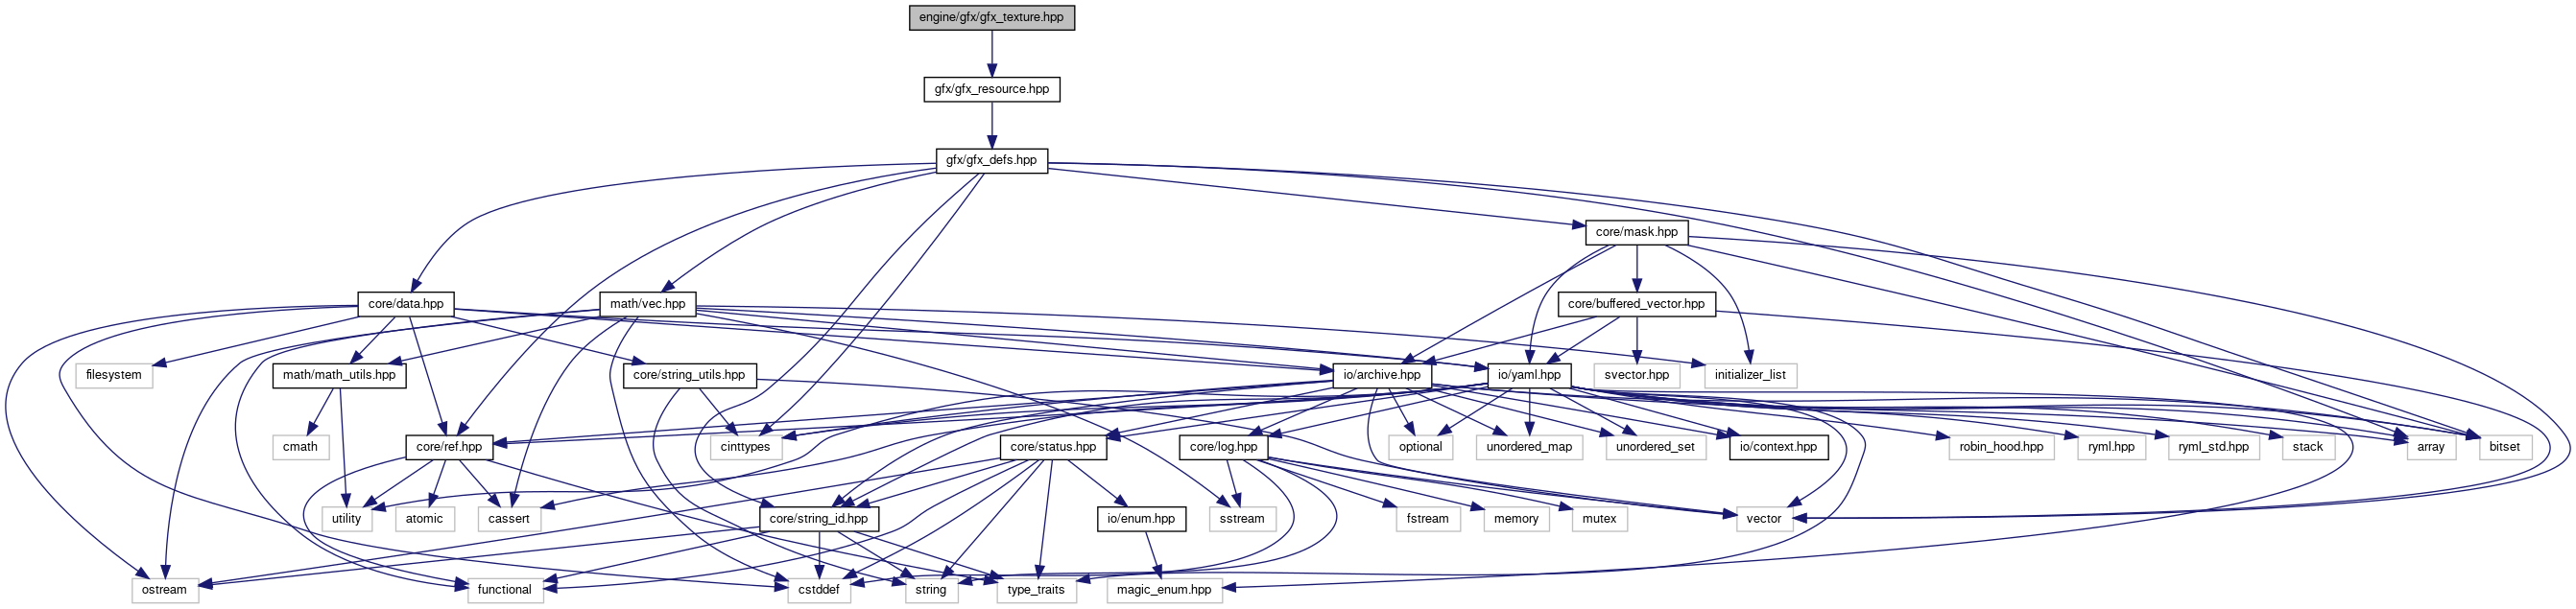 engine/gfx/gfx_texture.hpp
gfx/gfx_resource.hpp
gfx/gfx_defs.hpp
core/mask.hpp
core/data.hpp
math/vec.hpp
core/buffered_vector.hpp
filesystem
math/math_utils.hpp
core/string_utils.hpp
io/archive.hpp
io/yaml.hpp
svector.hpp
initializer_list
cmath
core/ref.hpp
cinttypes
core/status.hpp
core/log.hpp
optional
unordered_map
unordered_set
io/context.hpp
robin_hood.hpp
ryml.hpp
ryml_std.hpp
stack
array
bitset
utility
atomic
cassert
core/string_id.hpp
io/enum.hpp
sstream
fstream
memory
mutex
vector
ostream
functional
cstddef
string
type_traits
magic_enum.hpp